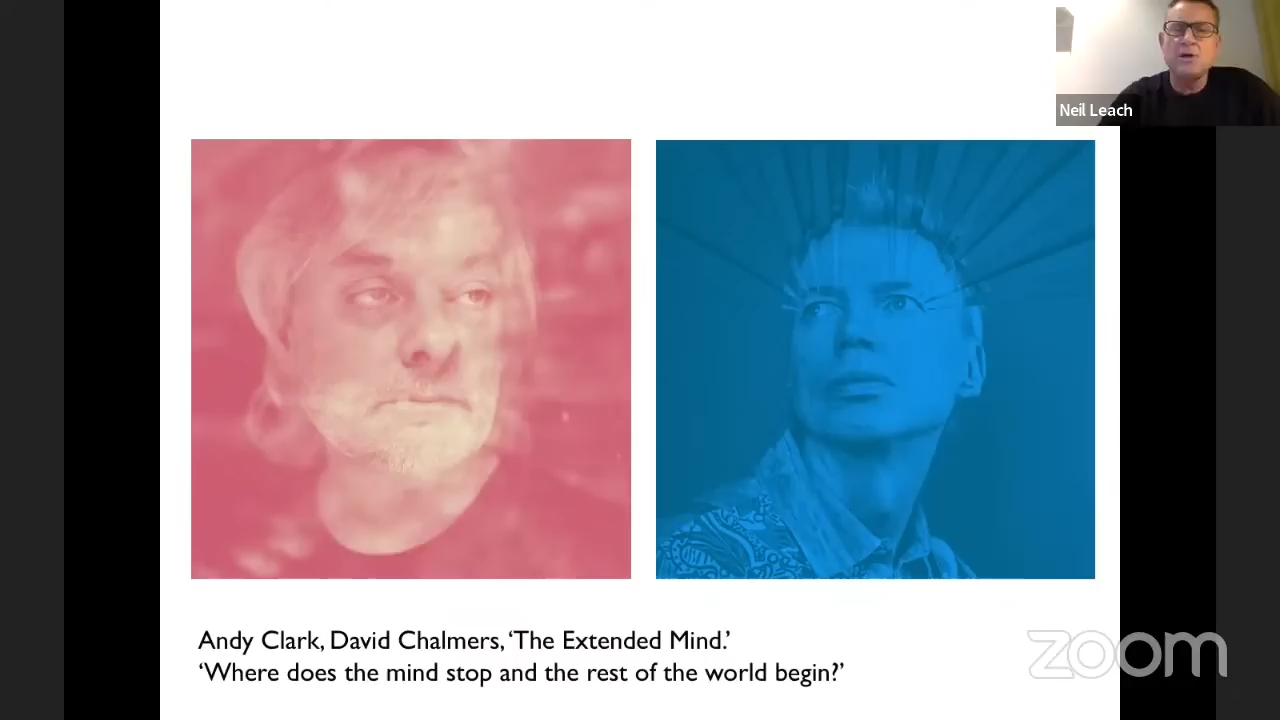 Neil Leach
Andy Clark, David Chalmers, ‘The Extended Mind.’
‘Where does the mind stop and the rest of the world begin?’
zoom